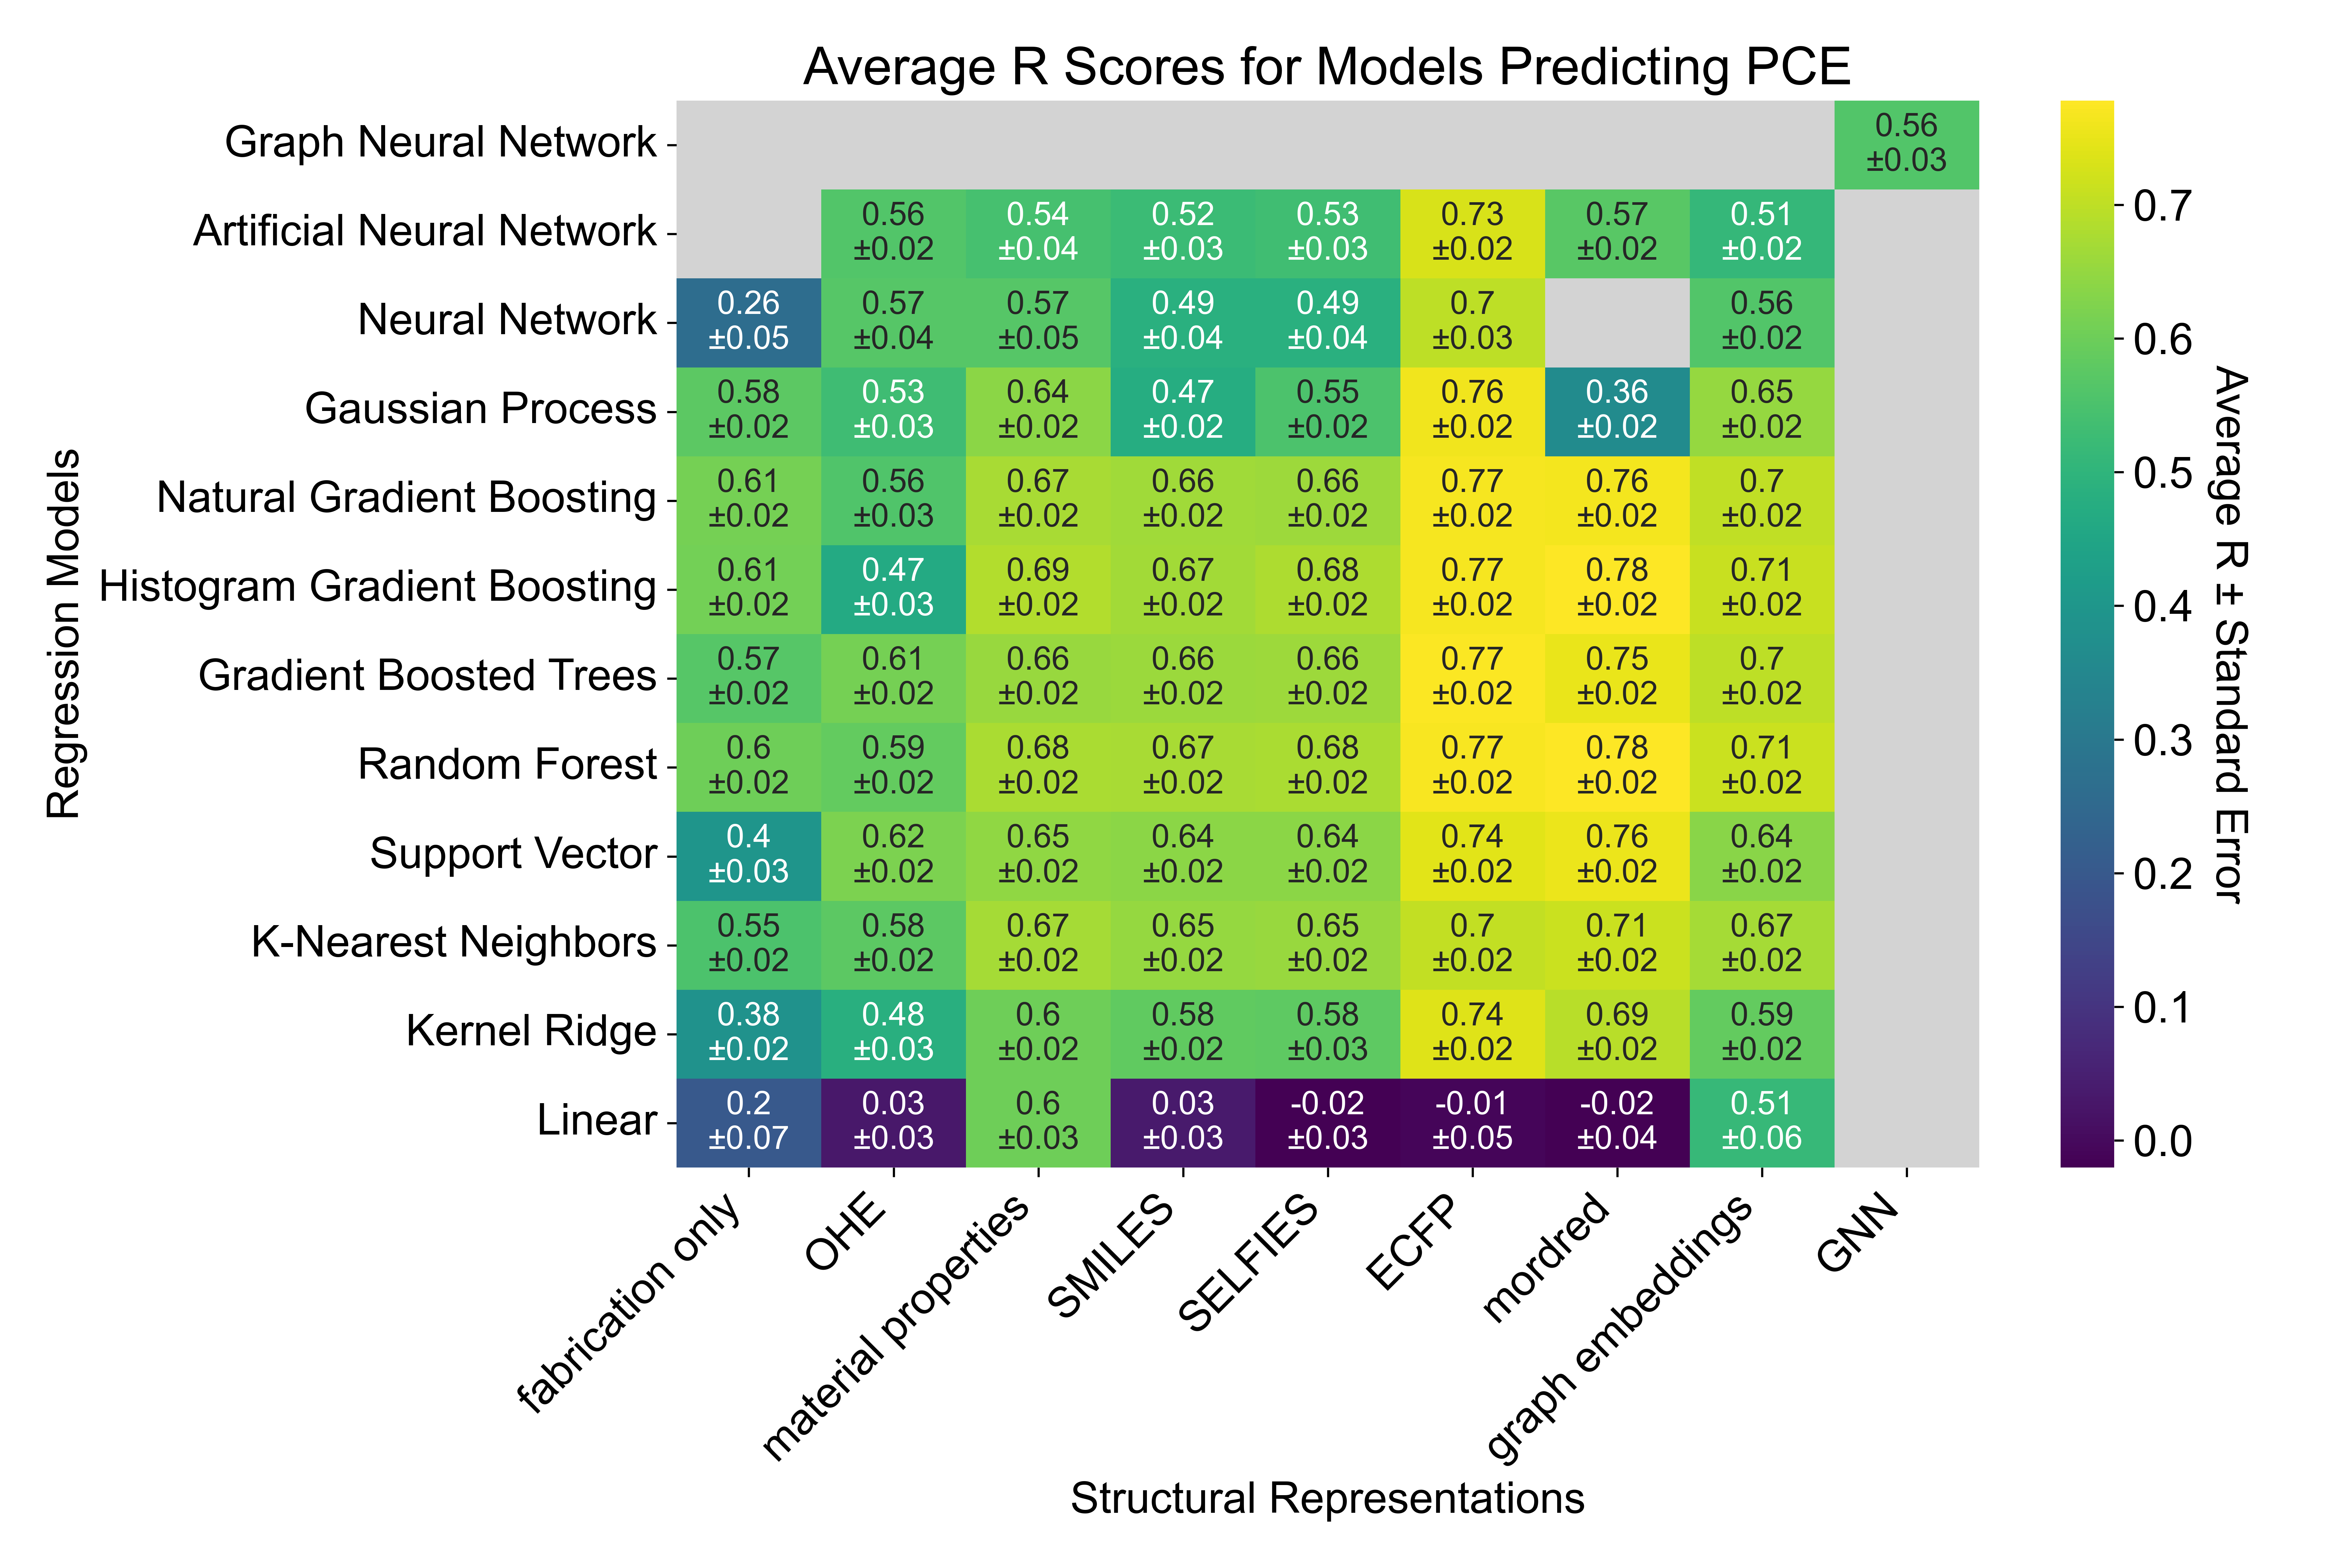 Average R Scores for Models Predicting PCE
Regression Models
Graph Neural Network
0.56
±0.03
Artificial Neural Network
0.56 0.54 0.52 0.53 0.73 0.57 0.51
±0.02 ±0.04 ±0.03 ±0.03 ±0.02 ±0.02 ±0.02
Neural Network
0.26 0.57 0.57 0.49 0.49 0.7 0.56
±0.05 ±0.04 ±0.05 ±0.04 ±0.04 ±0.03 ±0.02
Gaussian Process
0.58 0.53 0.64 0.47 0.55 0.76 0.36 0.65
±0.02 ±0.03 ±0.02 ±0.02 ±0.02 ±0.02 ±0.02 ±0.02
Natural Gradient Boosting
0.61 0.56 0.67 0.66 0.66 0.77 0.76 0.7
±0.02 ±0.03 ±0.02 ±0.02 ±0.02 ±0.02 ±0.02 ±0.02
Histogram Gradient Boosting
0.61 0.47 0.69 0.67 0.68 0.77 0.78 0.71
±0.02 ±0.03 ±0.02 ±0.02 ±0.02 ±0.02 ±0.02 ±0.02
Gradient Boosted Trees
0.57 0.61 0.66 0.66 0.66 0.77 0.75 0.7
±0.02 ±0.02 ±0.02 ±0.02 ±0.02 ±0.02 ±0.02 ±0.02
Random Forest
0.6 0.59 0.68 0.67 0.68 0.77 0.78 0.71
±0.02 ±0.02 ±0.02 ±0.02 ±0.02 ±0.02 ±0.02 ±0.02
Support Vector
0.4 0.62 0.65 0.64 0.64 0.74 0.76 0.64
±0.03 ±0.02 ±0.02 ±0.02 ±0.02 ±0.02 ±0.02 ±0.02
K-Nearest Neighbors
0.55 0.58 0.67 0.65 0.65 0.7 0.71 0.67
±0.02 ±0.02 ±0.02 ±0.02 ±0.02 ±0.02 ±0.02 ±0.02
Kernel Ridge
0.38 0.48 0.6 0.58 0.58 0.74 0.69 0.59
±0.02 ±0.03 ±0.02 ±0.02 ±0.03 ±0.02 ±0.02 ±0.02
Linear
0.2 0.03 0.6 0.03 -0.02 -0.01 -0.02 0.51
±0.07 ±0.03 ±0.03 ±0.03 ±0.03 ±0.05 ±0.04 ±0.06
fabrication only
OHE
material properties
SMILES
SELFIES
ECFP
mordred
graph embeddings
GNN
Structural Representations
0.7
0.6
0.5
0.4
0.3
0.2
0.1
0.0
Average R ± Standard Error